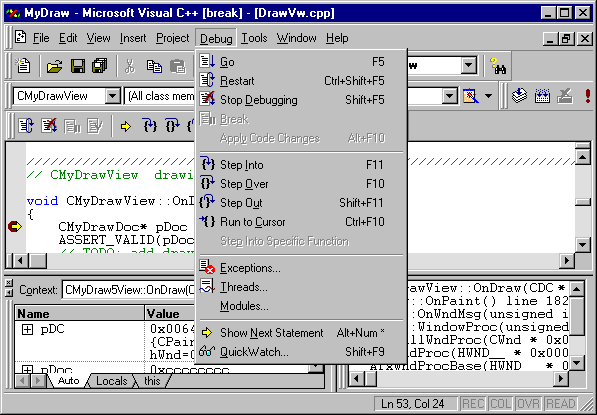 MyDraw - Microsoft Visual C++ [break] - [DrawVw.cpp]
File Edit View Insert Project Debug Tools Window Help
Go F5
Restart Ctrl+Shift+F5
Stop Debugging Shift+F5
Break
Apply Code Changes Alt+F10
Step Into F11
Step Over F10
Step Out Shift+F11
Run to Cursor Ctrl+F10
Step Into Specific Function
Exceptions...
Threads...
Modules...
Show Next Statement Alt+Num *
QuickWatch... Shift+F9
CMyDrawView (All class mem
// CMyDrawView drawi
void CMyDrawView::OnD
{
CMyDrawDoc* pDoc
ASSERT_VALID(pDoc
// TODO: add draw
Context: CMyDraw5View::OnDraw(C
Name Value
pDC 0x0064
{CPain
hWnd=
pDoc 0xcccccccc
Auto Locals this
rawView::OnDraw(CDC *
::OnPaint() line 182
:OnWndMsg(unsigned i
:WindowProc(unsigned
llWndProc(CWnd * 0x0
ndProc(HWND__ * 0x000
AfxWndProcBase(HWND__ * 0x0
Ln 53, Col 24 REC COL OVR READ